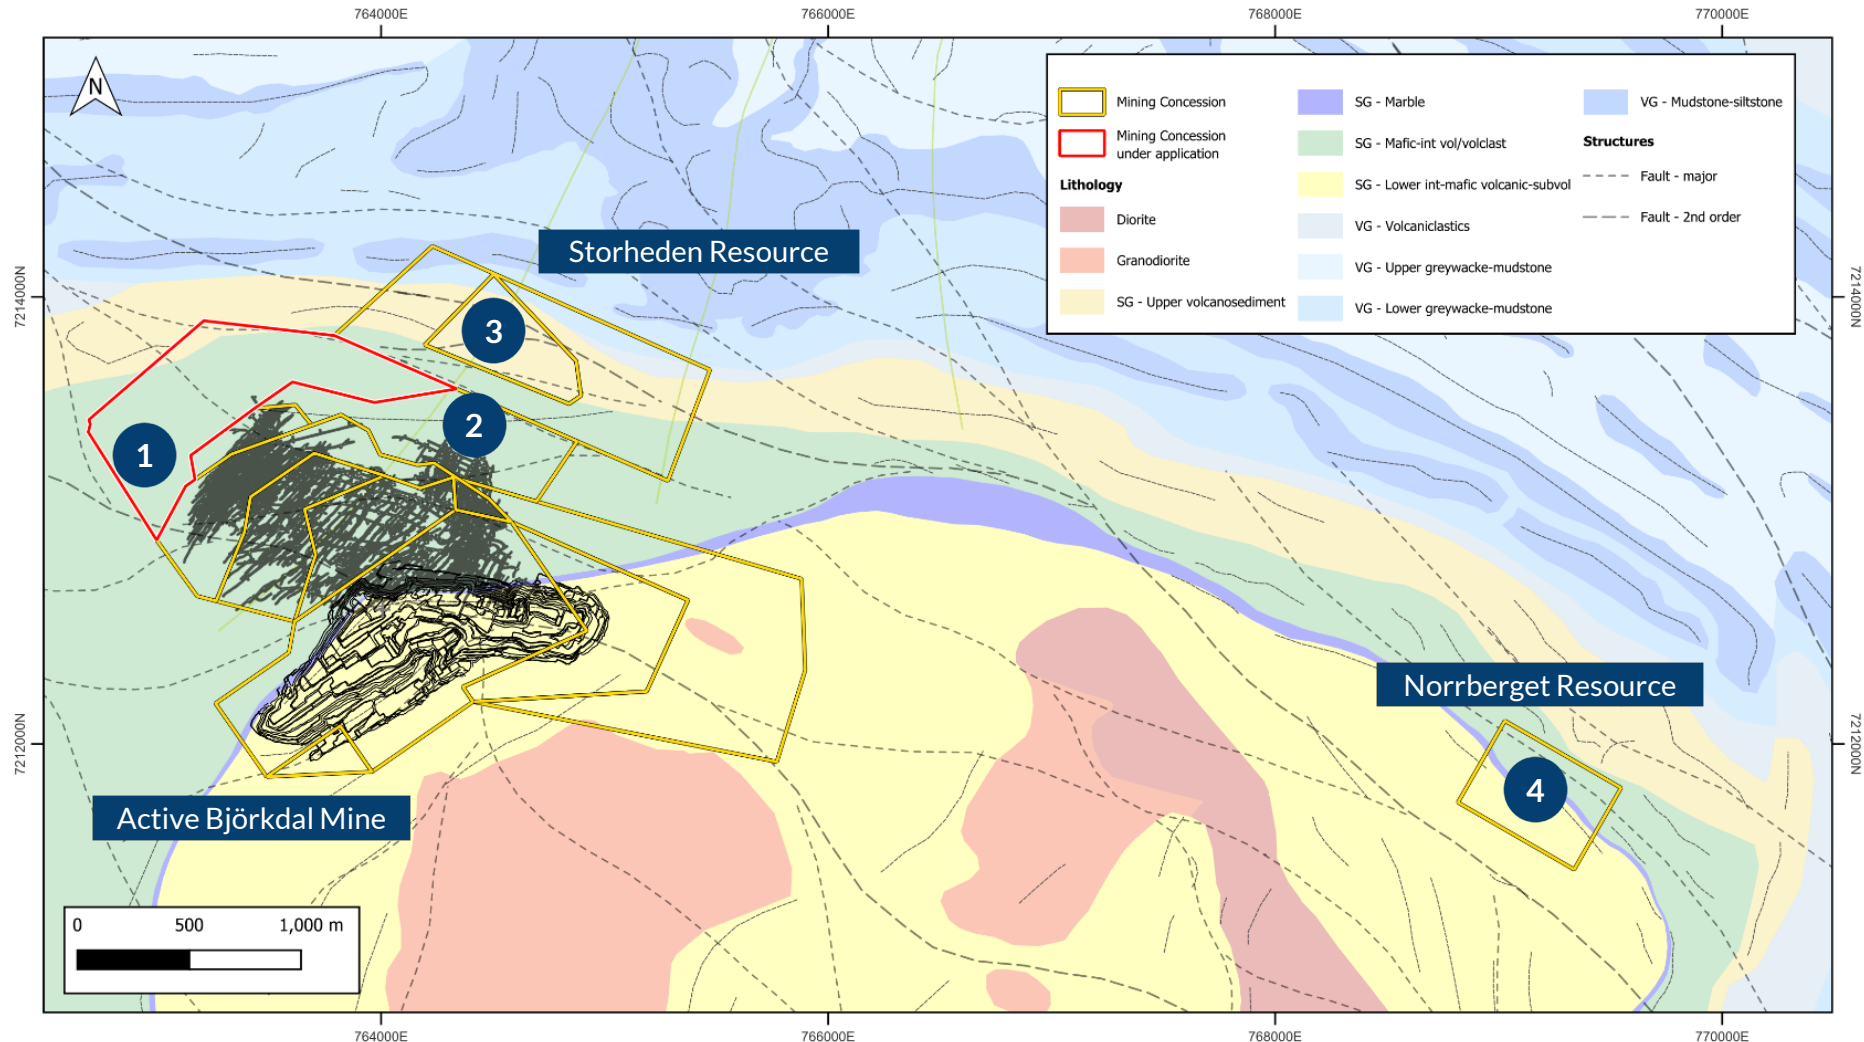 764000E
766000E
768000E
770000E
N
Mining Concession
Mining Concession
under application
Lithology
Diorite
Granodiorite
SG - Upper volcanosediment
SG - Marble
SG - Mafic-int vol/volclast
SG - Lower int-mafic volcanic-subvol
VG - Volcaniclastics
VG - Upper greywacke-mudstone
VG - Lower greywacke-mudstone
VG - Mudstone-siltstone
Structures
Fault - major
Fault - 2nd order
Storheden Resource
7214000N
7214000N
3
2
1
Norrberget Resource
7212000N
7212000N
4
Active Björkdal Mine
0 500 1,000 m
764000E
766000E
768000E
770000E